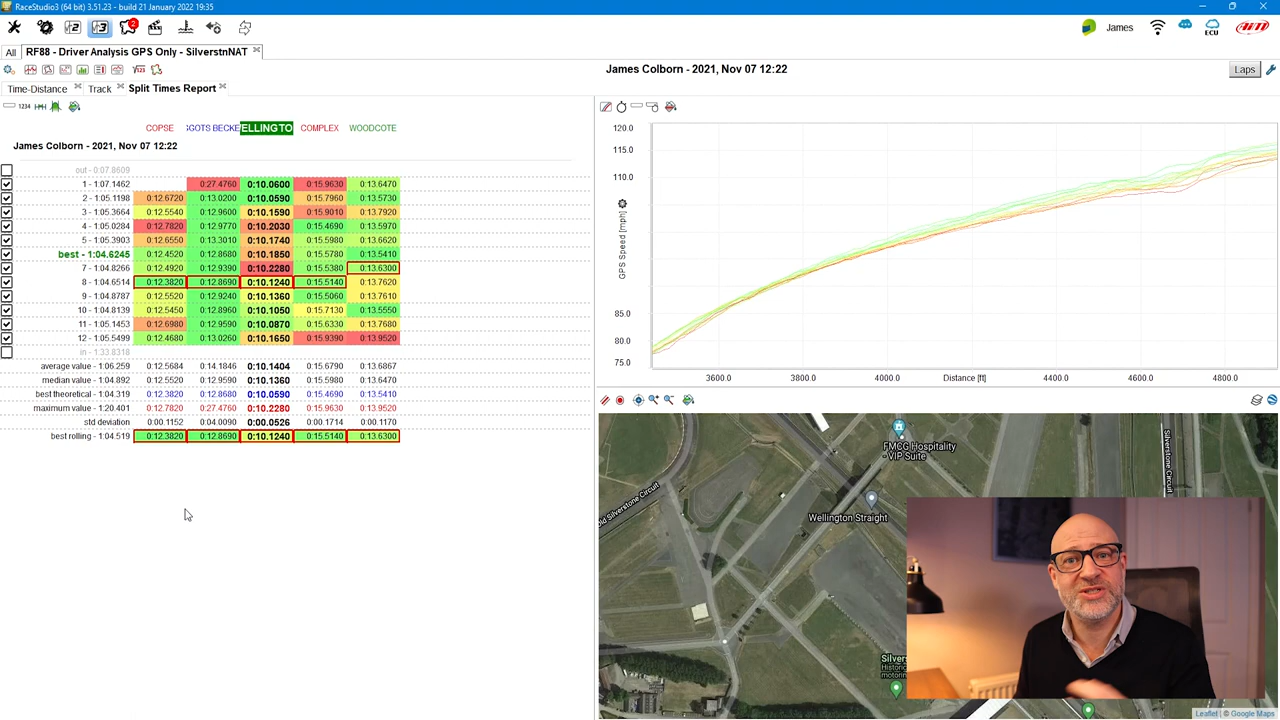 RaceStudio3 (64 bit) 3.51.23 - build 21 January 2022 19:35
2
3
2
James
ECU
AiM
All
RF88 - Driver Analysis GPS Only - SilverstnNAT
James Colborn - 2021, Nov 07 12:22
Laps
Time-Distance
Track
Split Times Report
1234
COPSE GOTS BECKE ELLINGTO COMPLEX WOODCOTE
James Colborn - 2021, Nov 07 12:22
out - 0:07.8609
1 - 1:07.1462 0:27.4760 0:10.0600 0:15.9630 0:13.6470
2 - 1:05.1198 0:12.6720 0:13.0200 0:10.0590 0:15.7960 0:13.5730
3 - 1:05.3664 0:12.5540 0:12.9600 0:10.1590 0:15.9010 0:13.7920
4 - 1:05.0284 0:12.7820 0:12.9770 0:10.2030 0:15.4690 0:13.5970
5 - 1:05.3903 0:12.6550 0:13.3010 0:10.1740 0:15.5980 0:13.6620
best - 1:04.6245 0:12.4520 0:12.8680 0:10.1850 0:15.5780 0:13.5410
7 - 1:04.8266 0:12.4920 0:12.9390 0:10.2280 0:15.5380 0:13.6300
8 - 1:04.6514 0:12.3820 0:12.8690 0:10.1240 0:15.5140 0:13.7620
9 - 1:04.8787 0:12.5520 0:12.9240 0:10.1360 0:15.5060 0:13.7610
10 - 1:04.8139 0:12.5450 0:12.8960 0:10.1050 0:15.7130 0:13.5550
11 - 1:05.1453 0:12.6980 0:12.9590 0:10.0870 0:15.6330 0:13.7680
12 - 1:05.5499 0:12.4680 0:13.0260 0:10.1650 0:15.9390 0:13.9520
in - 1:33.8318
average value - 1:06.259 0:12.5684 0:14.1846 0:10.1404 0:15.6790 0:13.6867
median value - 1:04.892 0:12.5520 0:12.9590 0:10.1360 0:15.5980 0:13.6470
best theoretical - 1:04.319 0:12.3820 0:12.8680 0:10.0590 0:15.4690 0:13.5410
maximum value - 1:20.401 0:12.7820 0:27.4760 0:10.2280 0:15.9630 0:13.9520
std deviation 0:00.1152 0:04.0090 0:00.0526 0:00.1714 0:00.1170
best rolling - 1:04.519 0:12.3820 0:12.8690 0:10.1240 0:15.5140 0:13.6300
120.0
115.0
110.0
85.0
80.0
75.0
GPS Speed [mph]
3600.0 3800.0 4000.0 Distance [ft] 4400.0 4600.0 4800.0
FMCG Hospitality
- VIP Suite
Silverstone Circuit
Old Silverstone Circuit
Wellington Straight
Silvers
Histori
motorin
Leaflet | © Google Maps